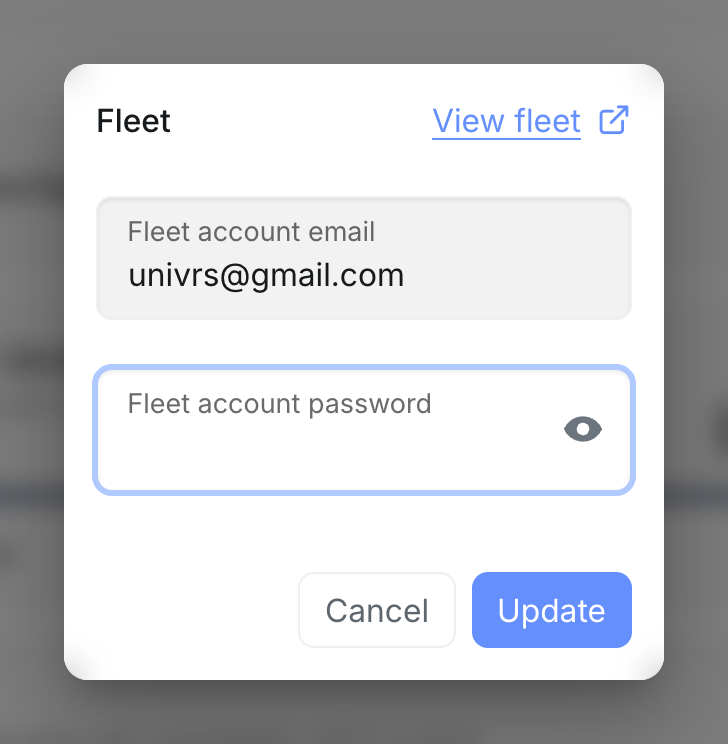 Fleet
View fleet
Fleet account email
univrs@gmail.com
Fleet account password
Cancel
Update